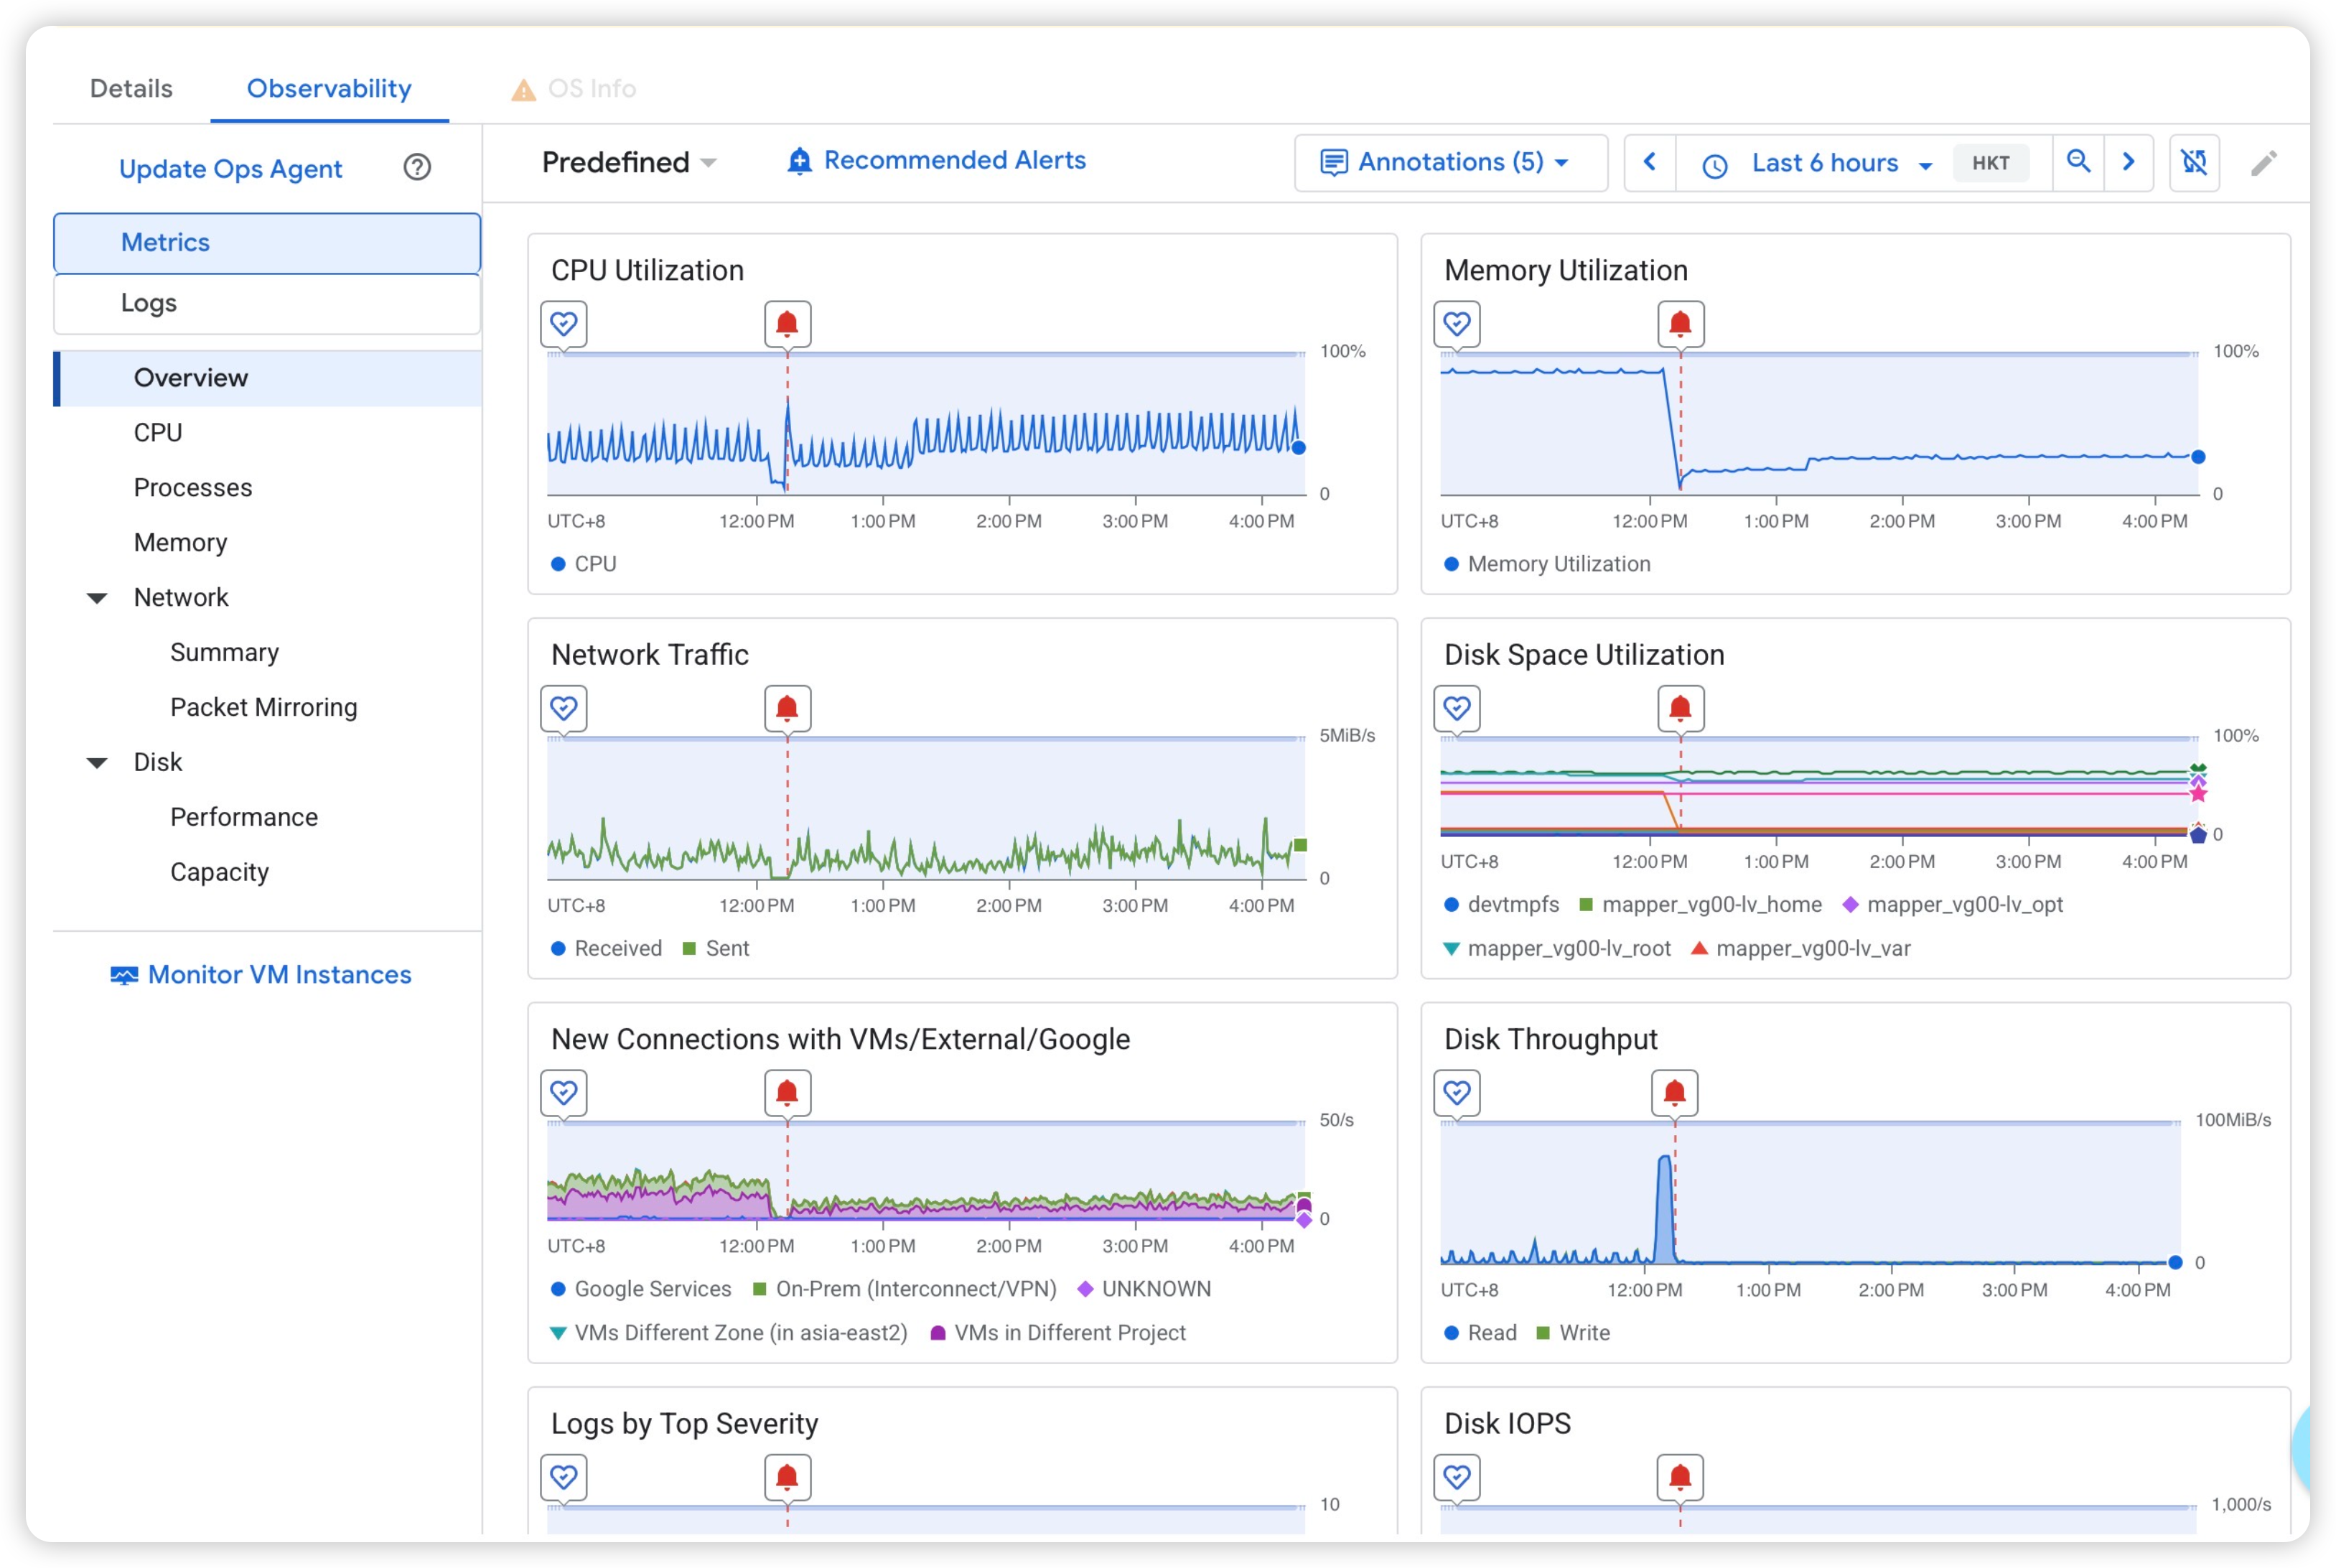 Details Observability OS Info
Update Ops Agent
Predefined Recommended Alerts Annotations (5) Last 6 hours HKT
Metrics
Logs
Overview
CPU
Processes
Memory
Network
Summary
Packet Mirroring
Disk
Performance
Capacity
Monitor VM Instances
CPU Utilization
100%
0
UTC+8 12:00 PM 1:00 PM 2:00 PM 3:00 PM 4:00 PM
CPU
Memory Utilization
100%
0
UTC+8 12:00 PM 1:00 PM 2:00 PM 3:00 PM 4:00 PM
Memory Utilization
Network Traffic
5MiB/s
0
UTC+8 12:00 PM 1:00 PM 2:00 PM 3:00 PM 4:00 PM
Received Sent
Disk Space Utilization
100%
0
UTC+8 12:00 PM 1:00 PM 2:00 PM 3:00 PM 4:00 PM
devtmpfs mapper_vg00-lv_home mapper_vg00-lv_opt
mapper_vg00-lv_root mapper_vg00-lv_var
New Connections with VMs/External/Google
50/s
0
UTC+8 12:00 PM 1:00 PM 2:00 PM 3:00 PM 4:00 PM
Google Services On-Prem (Interconnect/VPN) UNKNOWN
VMs Different Zone (in asia-east2) VMs in Different Project
Disk Throughput
100MiB/s
0
UTC+8 12:00 PM 1:00 PM 2:00 PM 3:00 PM 4:00 PM
Read Write
Logs by Top Severity
10
Disk IOPS
1,000/s